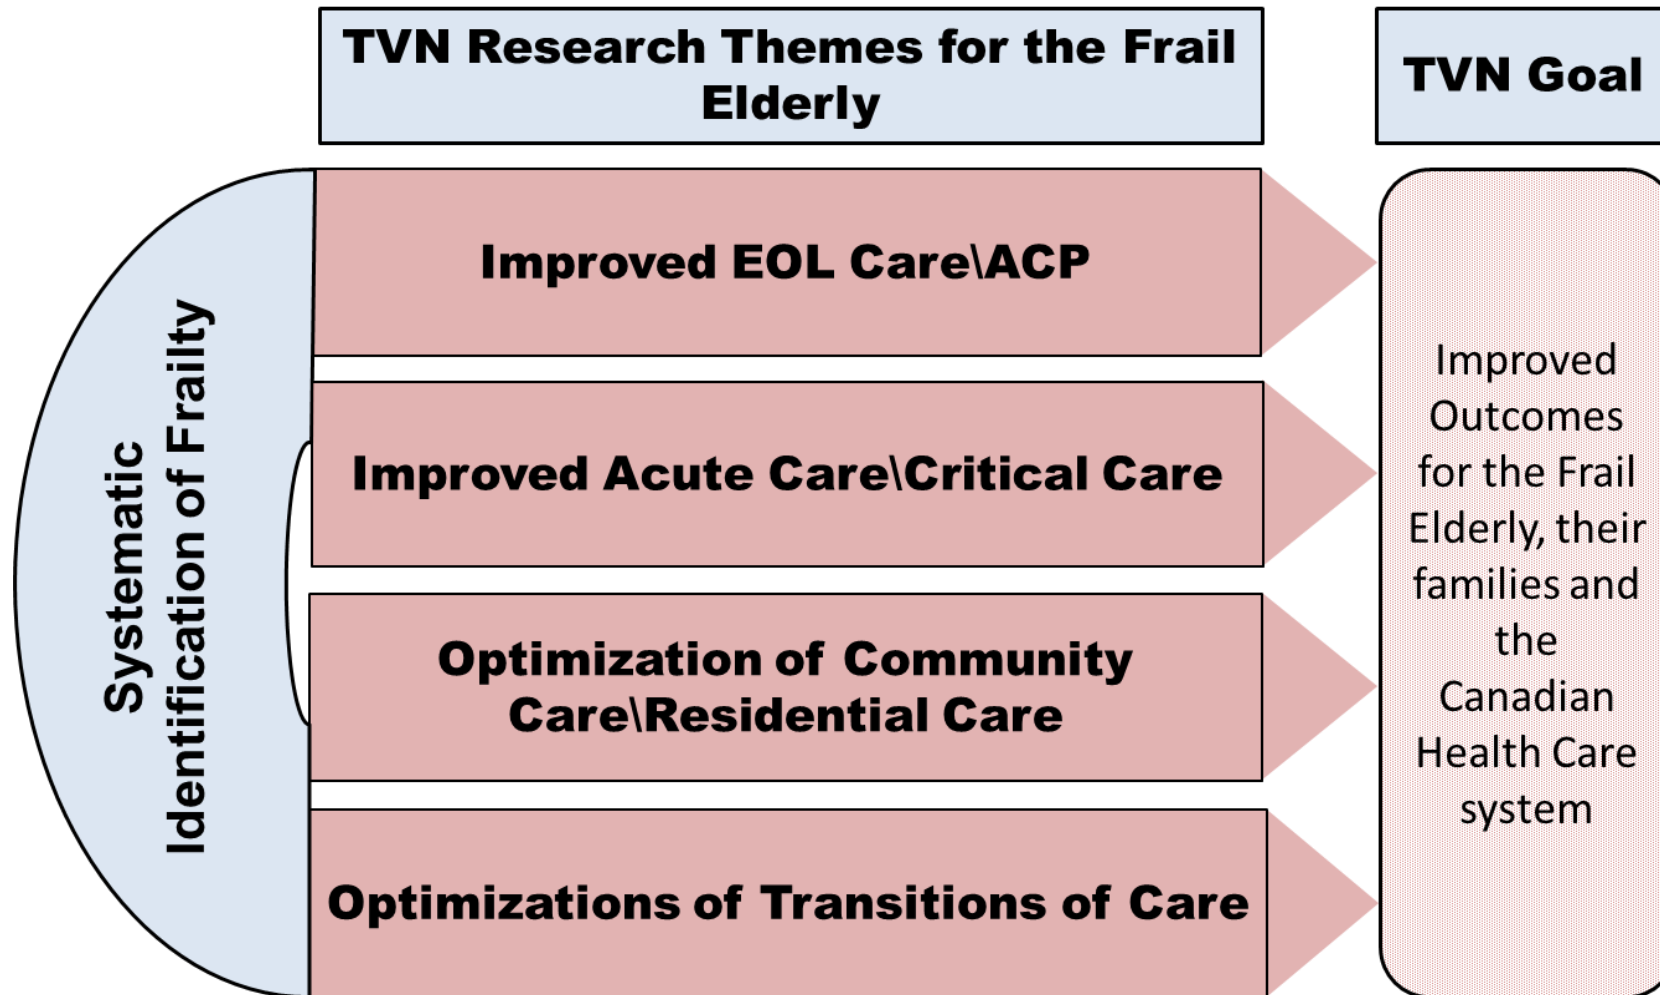 TVN Research Themes for the Frail
Elderly
TVN Goal
Systematic
Identification of Frailty
Improved EOL Care\ACP
Improved Acute Care\Critical Care
Optimization of Community
Care\Residential Care
Optimizations of Transitions of Care
Improved
Outcomes
for the Frail
Elderly, their
families and
the
Canadian
Health Care
system